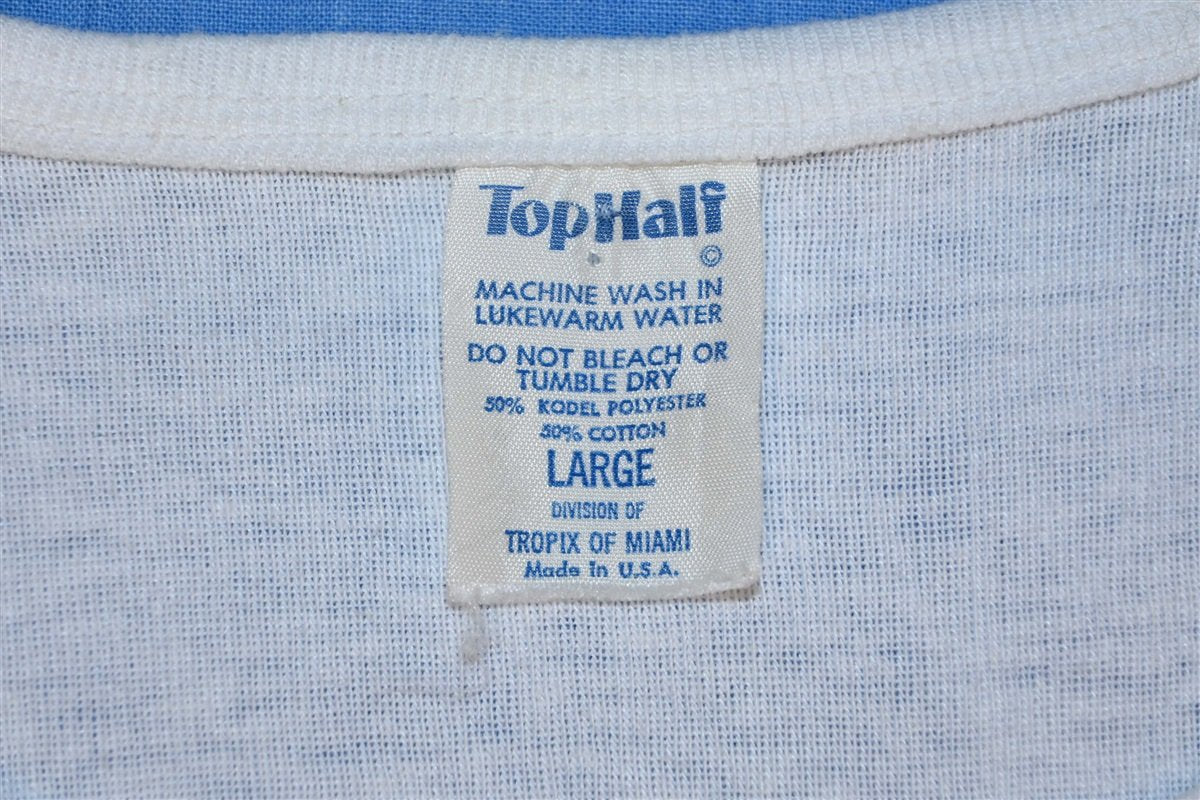 TopHalf
©
MACHINE WASH IN
LUKEWARM WATER
DO NOT BLEACH OR
TUMBLE DRY
50% KODEL POLYESTER
50% COTTON
LARGE
DIVISION OF
TROPIX OF MIAMI
Made In U.S.A.